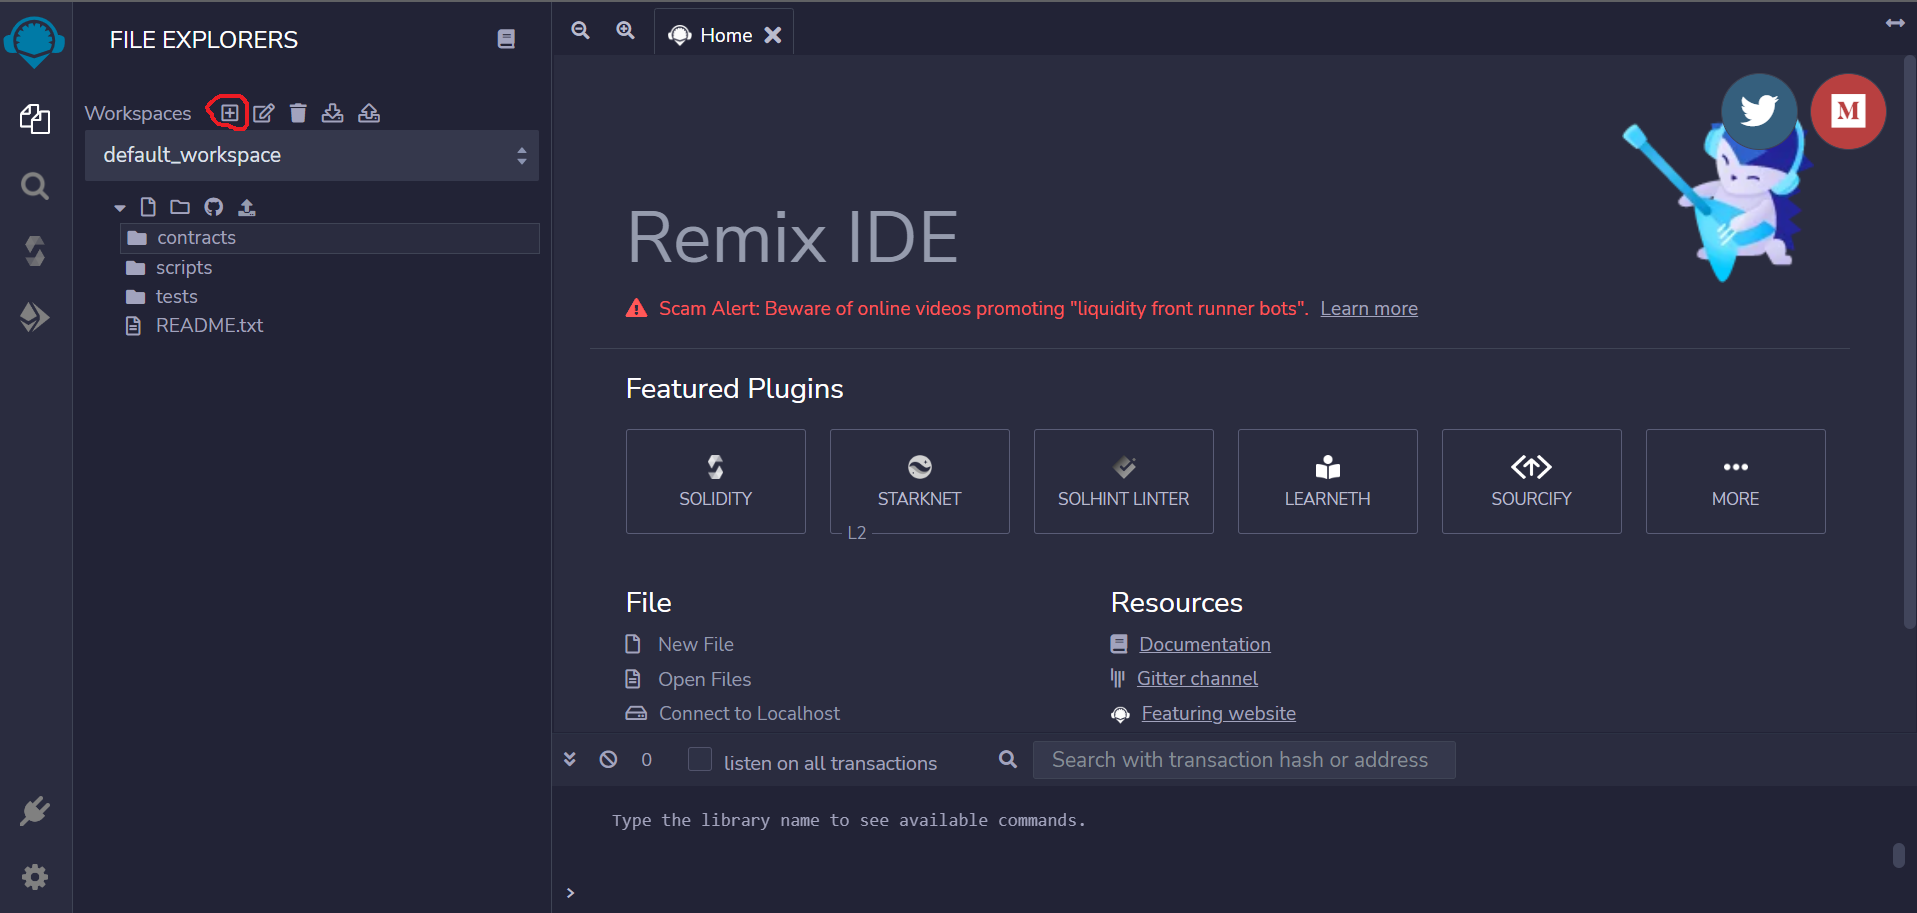 FILE EXPLORERS
Workspaces
default_workspace
contracts
scripts
tests
README.txt
Home
M
Remix IDE
Scam Alert: Beware of online videos promoting "liquidity front runner bots". Learn more
Featured Plugins
SOLIDITY
STARKNET
L2
SOLHINT LINTER
LEARNETH
SOURCIFY
MORE
File
New File
Open Files
Connect to Localhost
Resources
Documentation
Gitter channel
Featuring website
0
listen on all transactions
Search with transaction hash or address
Type the library name to see available commands.
>